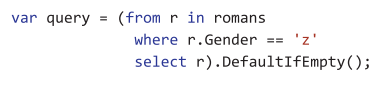 var query = (from r in romans
where r.Gender == 'z'
select r).DefaultIfEmpty();